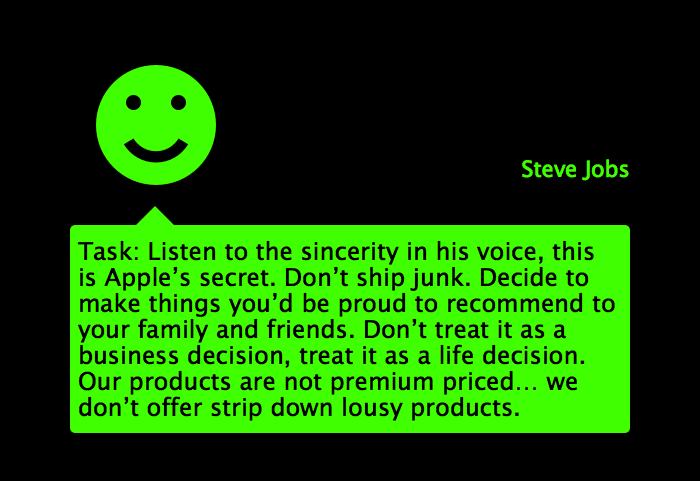 Steve Jobs
Task: Listen to the sincerity in his voice, this
is Apple’s secret. Don’t ship junk. Decide to
make things you’d be proud to recommend to
your family and friends. Don’t treat it as a
business decision, treat it as a life decision.
Our products are not premium priced… we
don’t offer strip down lousy products.